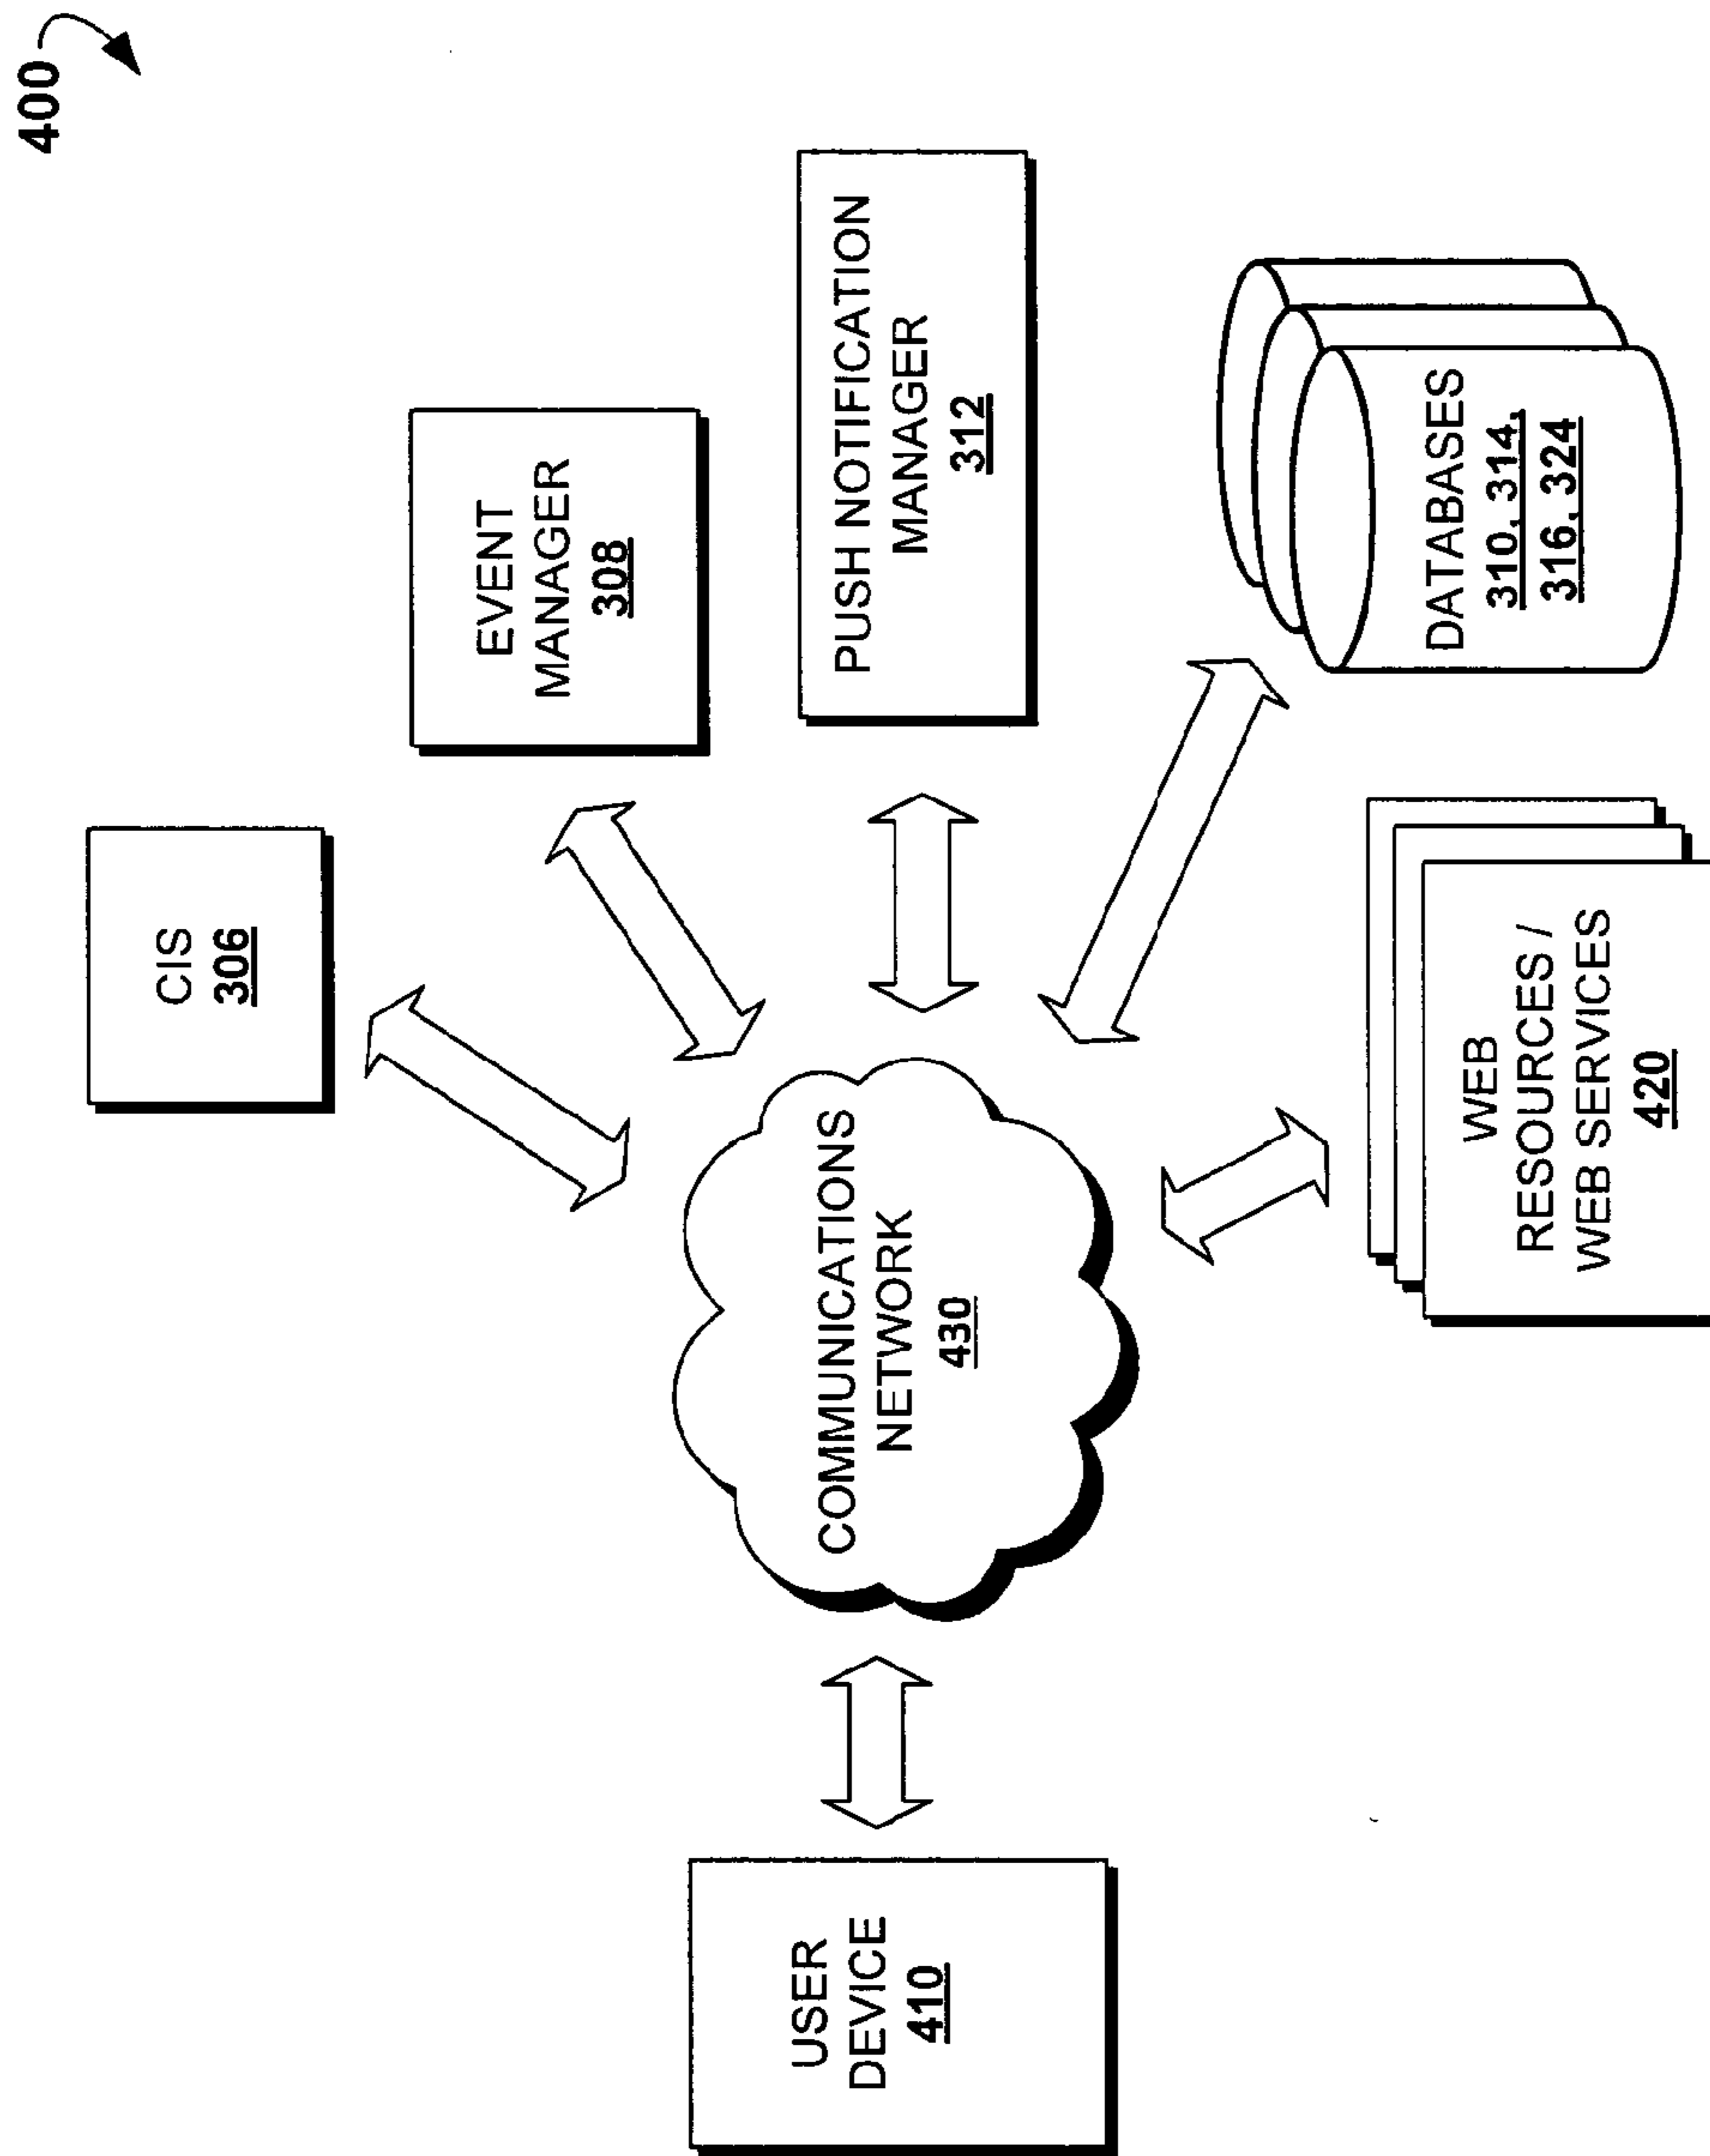 400
CIS
306
EVENT
MANAGER
308
PUSH NOTIFICATION
MANAGER
312
DATABASES
310, 314,
316, 324
WEB
RESOURCES /
WEB SERVICES
420
COMMUNICATIONS
NETWORK
430
USER
DEVICE
410